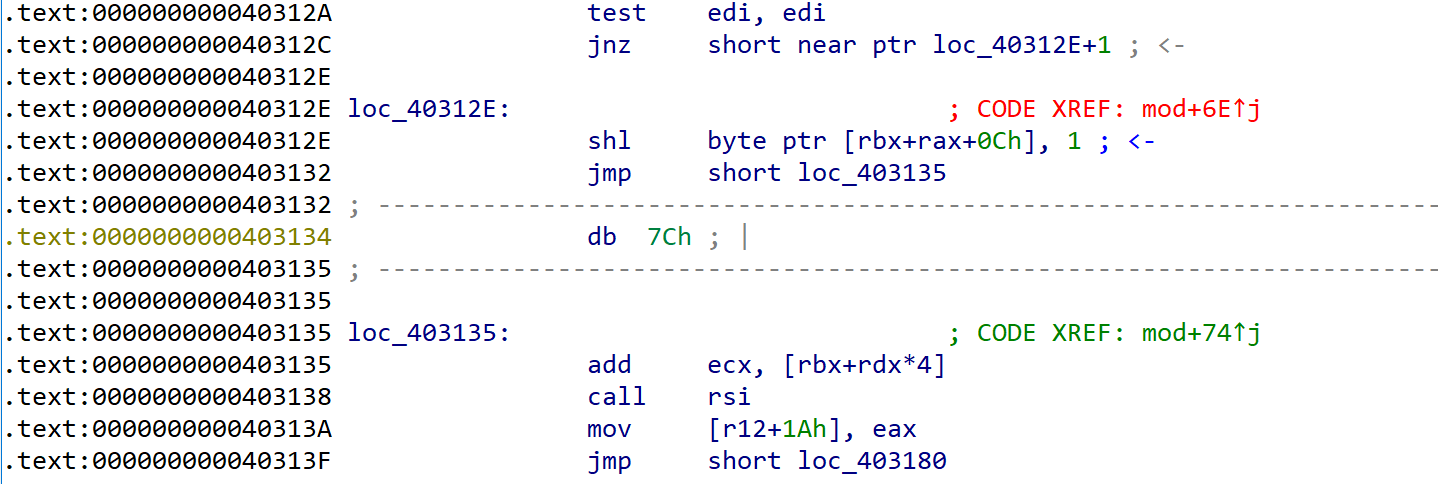 .text:000000000040312A test edi, edi
.text:000000000040312C jnz short near ptr loc_40312E+1 ; <-
.text:000000000040312E
.text:000000000040312E loc_40312E: ; CODE XREF: mod+6E↑j
.text:000000000040312E shl byte ptr [rbx+rax+0Ch], 1 ; <-
.text:0000000000403132 jmp short loc_403135
.text:0000000000403132 ; ---------------------------------------------------------------------------
.text:0000000000403134 db 7Ch ; |
.text:0000000000403135 ; ---------------------------------------------------------------------------
.text:0000000000403135
.text:0000000000403135 loc_403135: ; CODE XREF: mod+74↑j
.text:0000000000403135 add ecx, [rbx+rdx*4]
.text:0000000000403138 call rsi
.text:000000000040313A mov [r12+1Ah], eax
.text:000000000040313F jmp short loc_403180